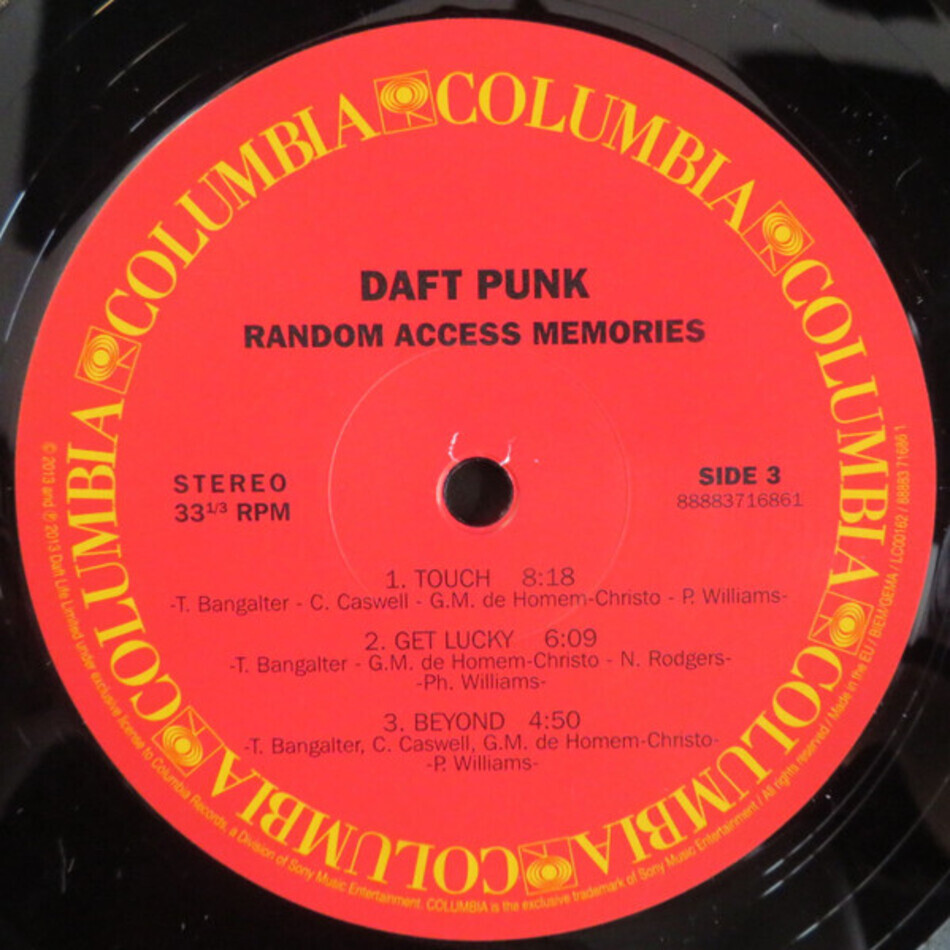 COLUMBIA COLUMBIA COLUMBIA COLUMBIA COLUMBIA COLUMBIA
DAFT PUNK
RANDOM ACCESS MEMORIES
STEREO
33 1/3 RPM
SIDE 3
88883716861
1. TOUCH 8:18
-T. Bangalter - C. Caswell - G.M. de Homem-Christo - P. Williams-
2. GET LUCKY 6:09
-T. Bangalter - G.M. de Homem-Christo - N. Rodgers-
-Ph. Williams-
3. BEYOND 4:50
-T. Bangalter, C. Caswell, G.M. de Homem-Christo-
-P. Williams-
© 2013 and ℗ 2013 Daft Life Limited under exclusive license to Columbia Records, a Division of Sony Music Entertainment. COLUMBIA is the exclusive trademark of Sony Music Entertainment / All rights reserved / Made in the EU / BIEM/GEMA / LC00162 / 88883 71686 1